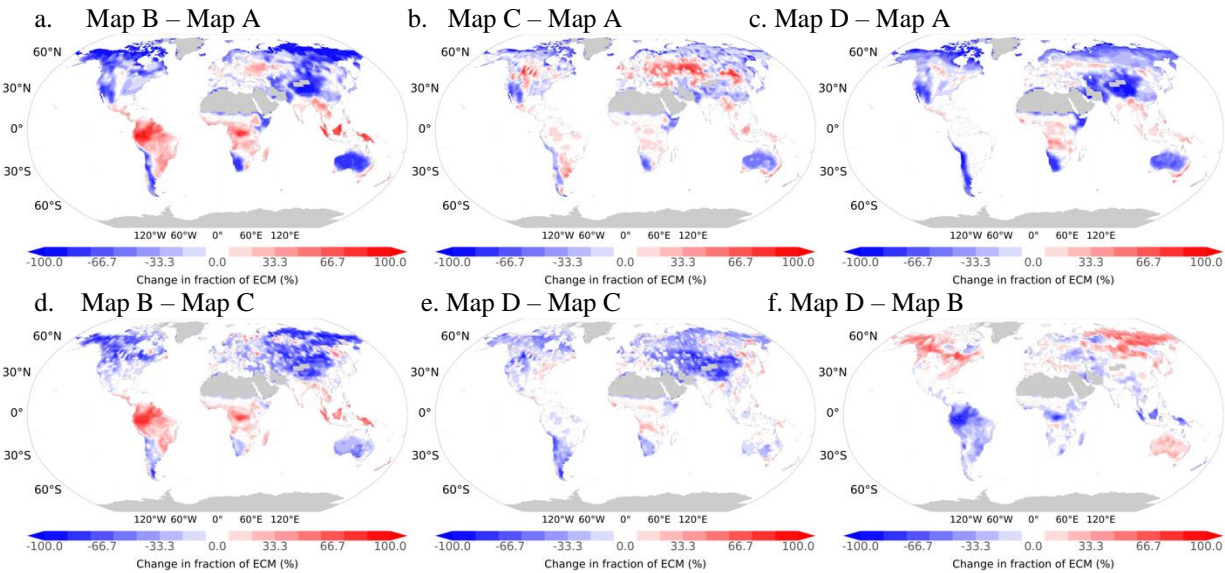 a. Map B – Map A
b. Map C – Map A
c. Map D – Map A
60°N
30°N
0°
30°S
60°S
120°W 60°W 0° 60°E 120°E
-100.0 -66.7 -33.3 0.0 33.3 66.7 100.0
Change in fraction of ECM (%)
60°N
30°N
0°
30°S
60°S
120°W 60°W 0° 60°E 120°E
-100.0 -66.7 -33.3 0.0 33.3 66.7 100.0
Change in fraction of ECM (%)
60°N
30°N
0°
30°S
60°S
120°W 60°W 0° 60°E 120°E
-100.0 -66.7 -33.3 0.0 33.3 66.7 100.0
Change in fraction of ECM (%)
d. Map B – Map C
e. Map D – Map C
f. Map D – Map B
60°N
30°N
0°
30°S
60°S
120°W 60°W 0° 60°E 120°E
-100.0 -66.7 -33.3 0.0 33.3 66.7 100.0
Change in fraction of ECM (%)
60°N
30°N
0°
30°S
60°S
120°W 60°W 0° 60°E 120°E
-100.0 -66.7 -33.3 0.0 33.3 66.7 100.0
Change in fraction of ECM (%)
60°N
30°N
0°
30°S
60°S
120°W 60°W 0° 60°E 120°E
-100.0 -66.7 -33.3 0.0 33.3 66.7 100.0
Change in fraction of ECM (%)